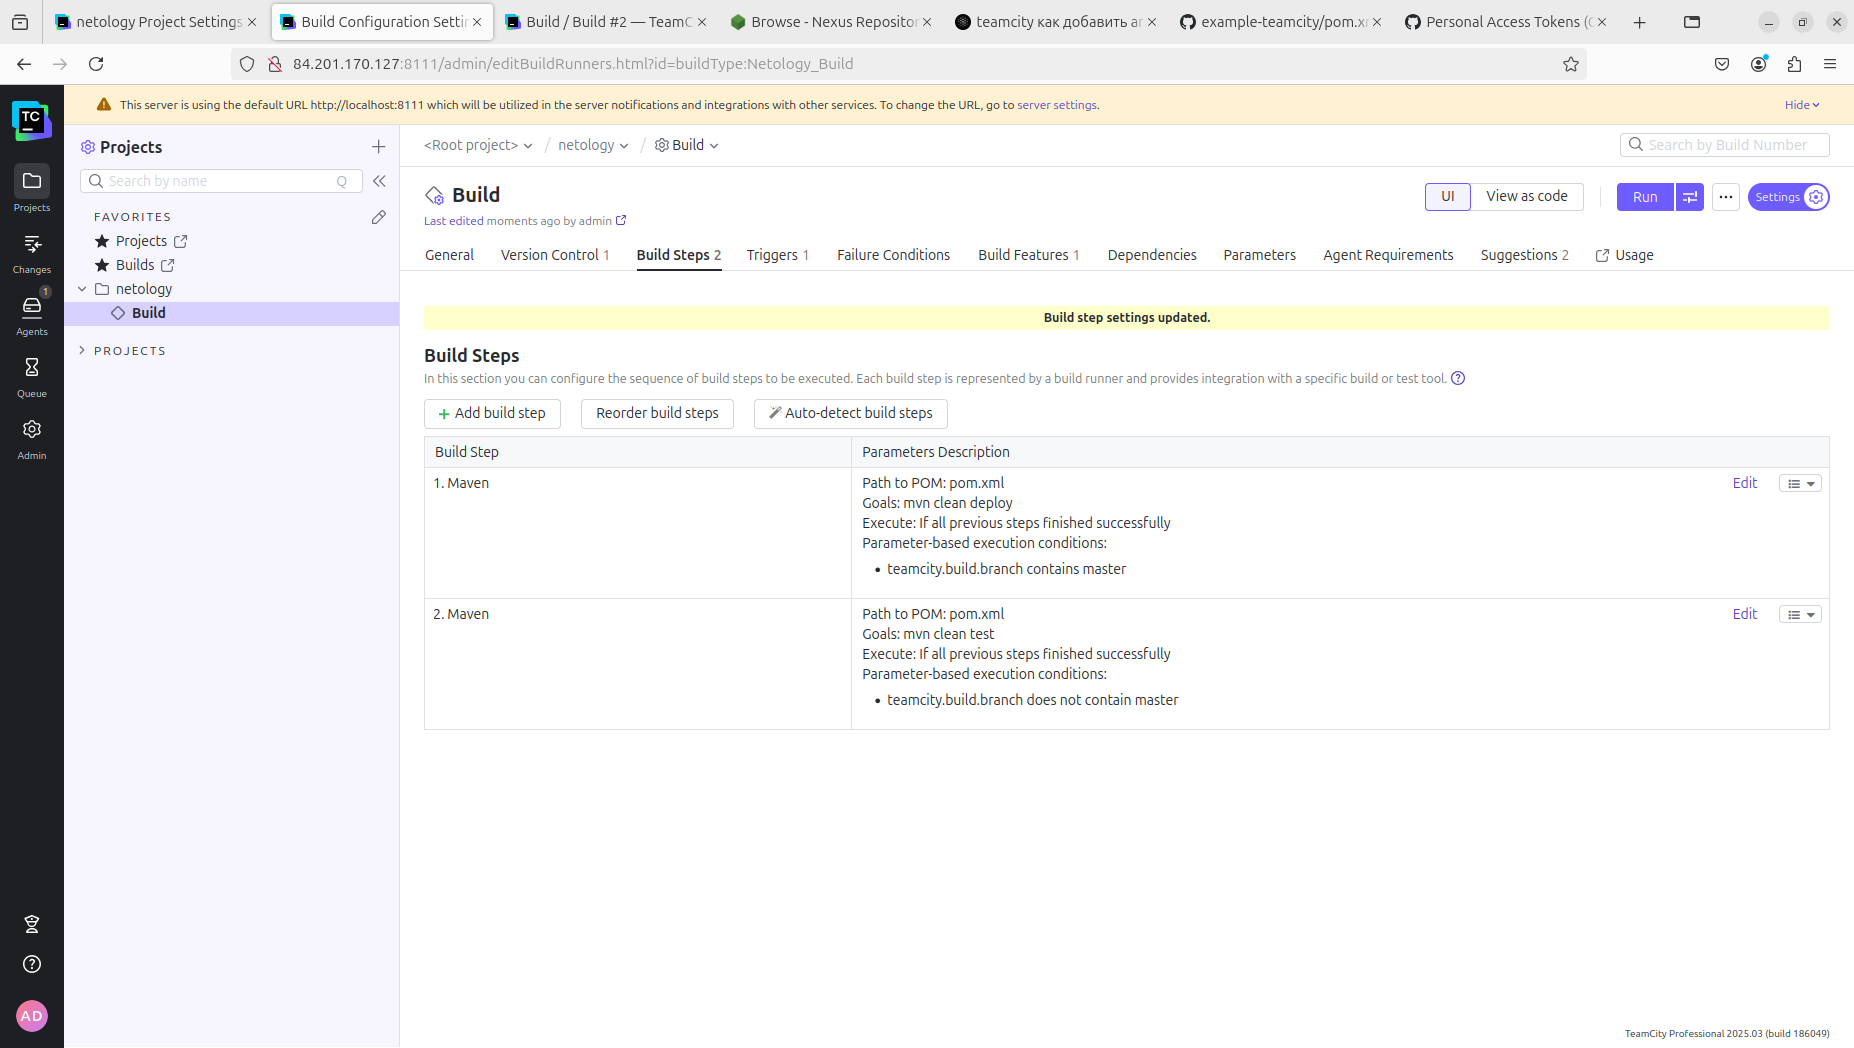 netology Project Settings
Build Configuration Settin
Build / Build #2 — TeamC
Browse - Nexus Repositor
teamcity как добавить ar
example-teamcity/pom.xm
Personal Access Tokens (C
84.201.170.127:8111/admin/editBuildRunners.html?id=buildType:Netology_Build
This server is using the default URL http://localhost:8111 which will be utilized in the server notifications and integrations with other services. To change the URL, go to server settings.
Hide
TC
Projects
Changes
1
Agents
Queue
Admin
AD
Projects
Search by name
Q
FAVORITES
Projects
Builds
netology
Build
PROJECTS
<Root project> / netology / Build
Search by Build Number
Build
Last edited moments ago by admin
UI
View as code
Run
Settings
General
Version Control 1
Build Steps 2
Triggers 1
Failure Conditions
Build Features 1
Dependencies
Parameters
Agent Requirements
Suggestions 2
Usage
Build step settings updated.
Build Steps
In this section you can configure the sequence of build steps to be executed. Each build step is represented by a build runner and provides integration with a specific build or test tool.
Add build step
Reorder build steps
Auto-detect build steps
Build Step
Parameters Description
1. Maven
Path to POM: pom.xml
Edit
Goals: mvn clean deploy
Execute: If all previous steps finished successfully
Parameter-based execution conditions:
• teamcity.build.branch contains master
2. Maven
Path to POM: pom.xml
Edit
Goals: mvn clean test
Execute: If all previous steps finished successfully
Parameter-based execution conditions:
• teamcity.build.branch does not contain master
TeamCity Professional 2025.03 (build 186049)